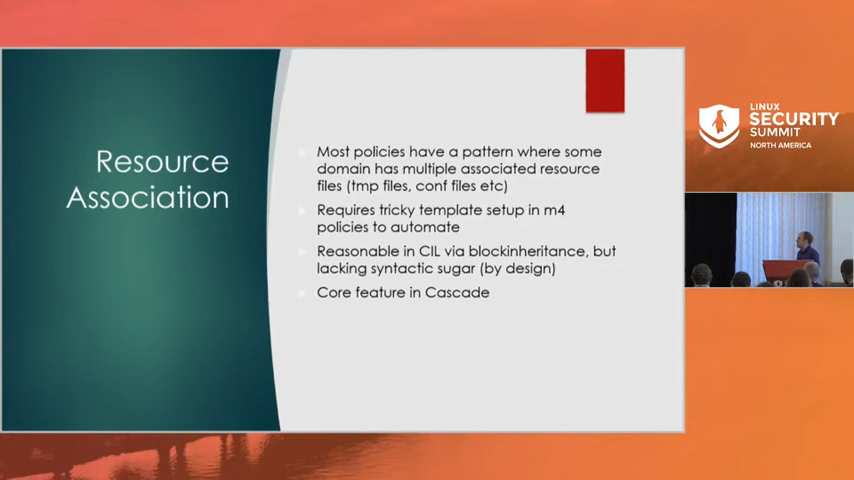 Resource
Association
Most policies have a pattern where some
domain has multiple associated resource
files (tmp files, conf files etc)
Requires tricky template setup in m4
policies to automate
Reasonable in CIL via blockinheritance, but
lacking syntactic sugar (by design)
Core feature in Cascade
LINUX
SECURITY
SUMMIT
NORTH AMERICA